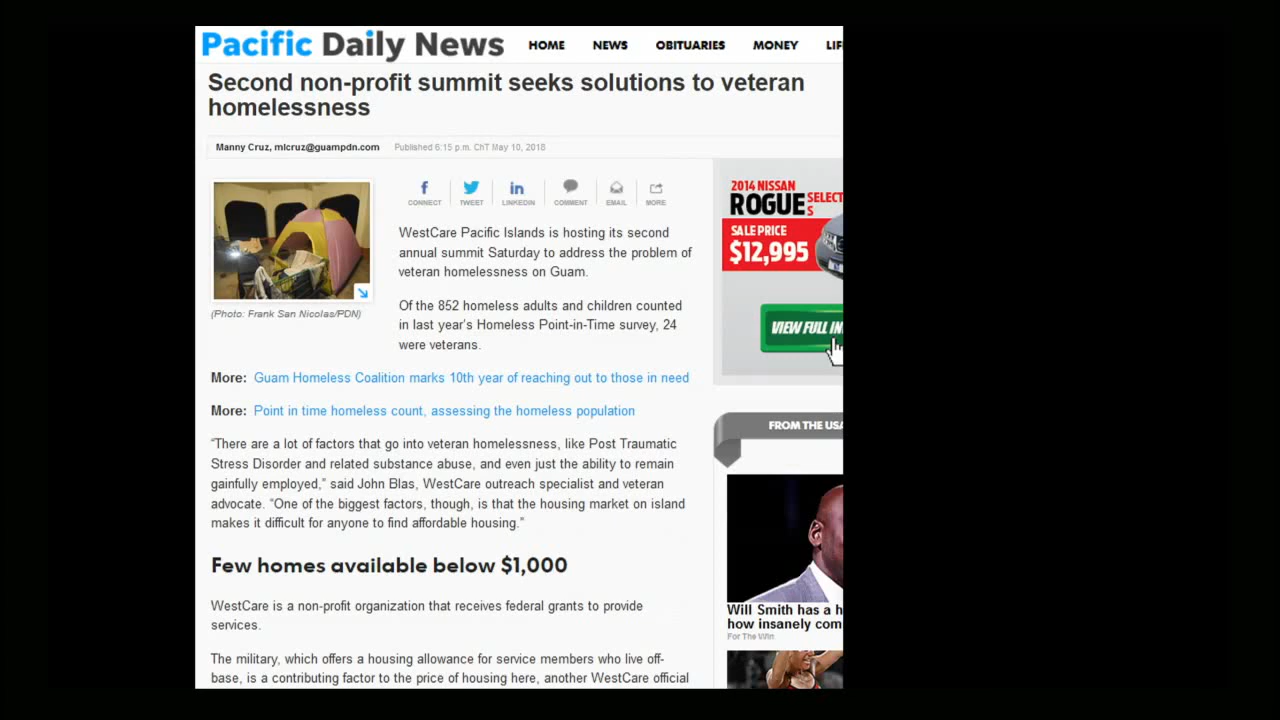 Pacific Daily News
HOME NEWS OBITUARIES MONEY
Second non-profit summit seeks solutions to veteran
homelessness
Manny Cruz, mlcruz@guampdn.com Published 6:15 p.m. ChT May 10, 2018
CONNECT TWEET LINKEDIN COMMENT EMAIL MORE
(Photo: Frank San Nicolas/PDN)
WestCare Pacific Islands is hosting its second
annual summit Saturday to address the problem of
veteran homelessness on Guam.
Of the 852 homeless adults and children counted
in last year's Homeless Point-in-Time survey, 24
were veterans.
More: Guam Homeless Coalition marks 10th year of reaching out to those in need
More: Point in time homeless count, assessing the homeless population
“There are a lot of factors that go into veteran homelessness, like Post Traumatic
Stress Disorder and related substance abuse, and even just the ability to remain
gainfully employed,” said John Blas, WestCare outreach specialist and veteran
advocate. “One of the biggest factors, though, is that the housing market on island
makes it difficult for anyone to find affordable housing.”
Few homes available below $1,000
WestCare is a non-profit organization that receives federal grants to provide
services.
The military, which offers a housing allowance for service members who live off-
base, is a contributing factor to the price of housing here, another WestCare official
2014 NISSAN
ROGUE SELECT
S
SALE PRICE
$12,995
VIEW FULL
FROM THE USA
Will Smith has a
how insanely
For The Win